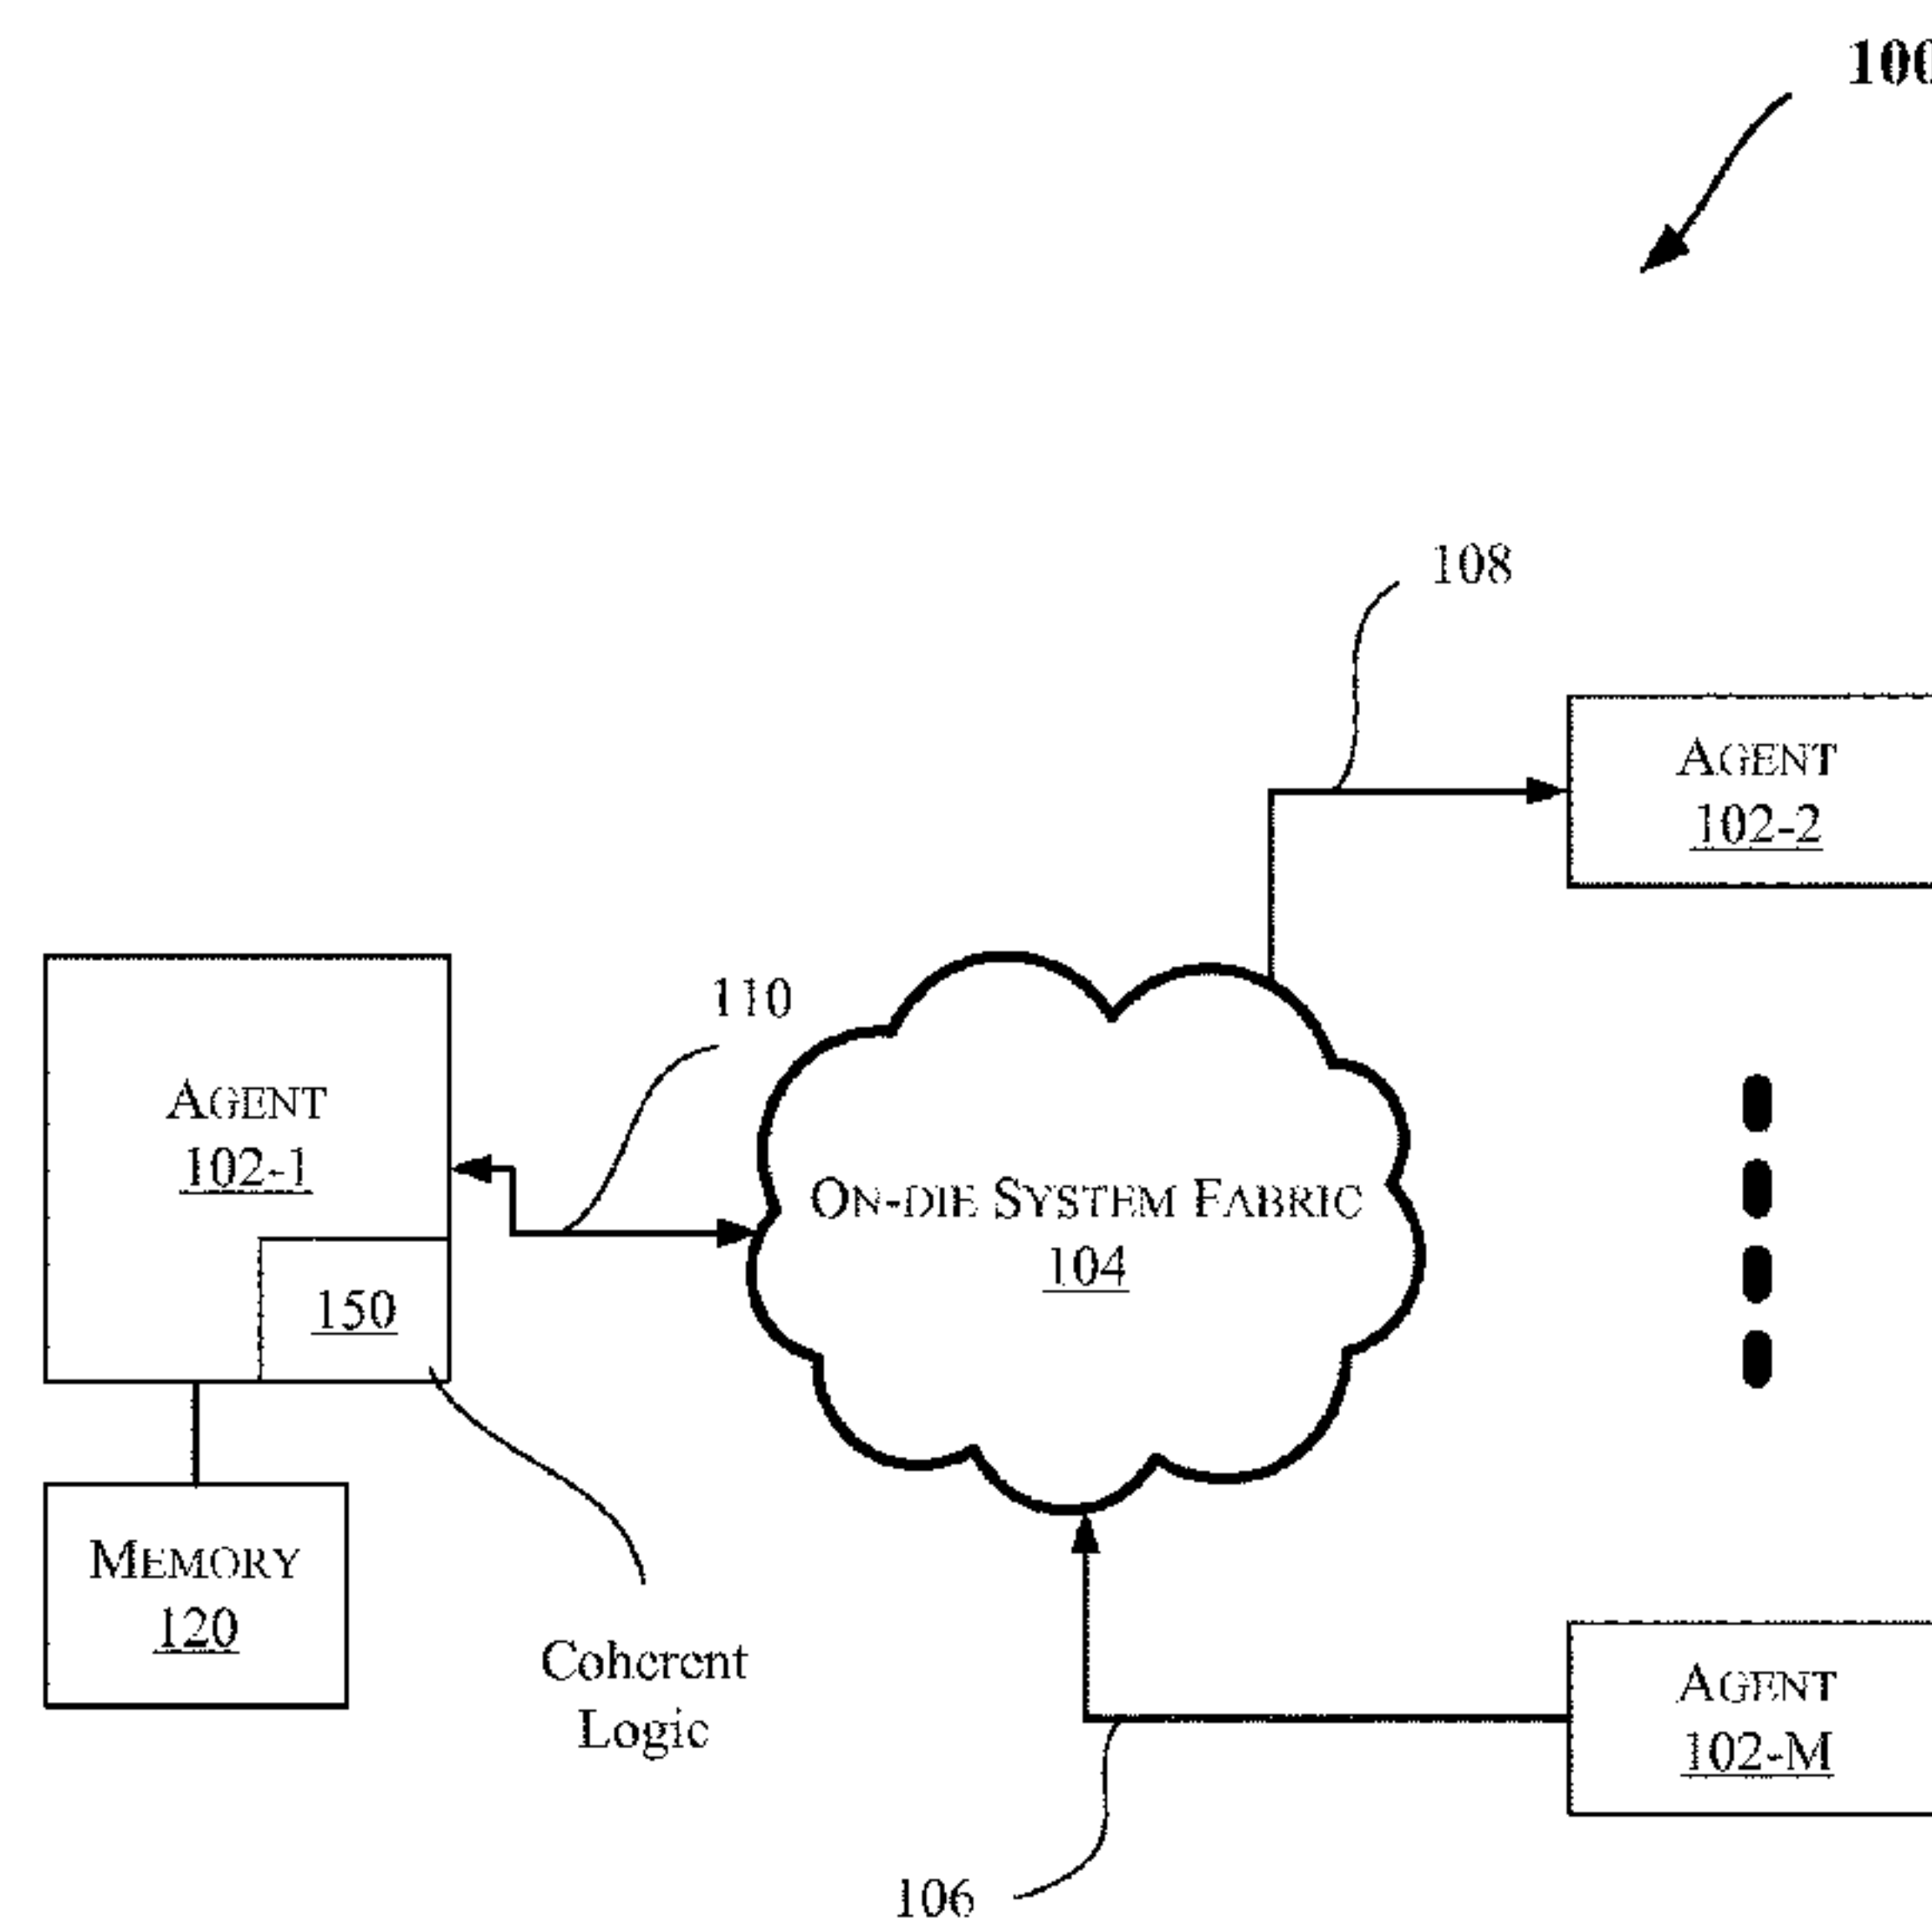 100
108
AGENT
102-2
110
AGENT
102-1
ON-DIE SYSTEM FABRIC
104
150
MEMORY
120
Coherent
Logic
AGENT
102-M
106